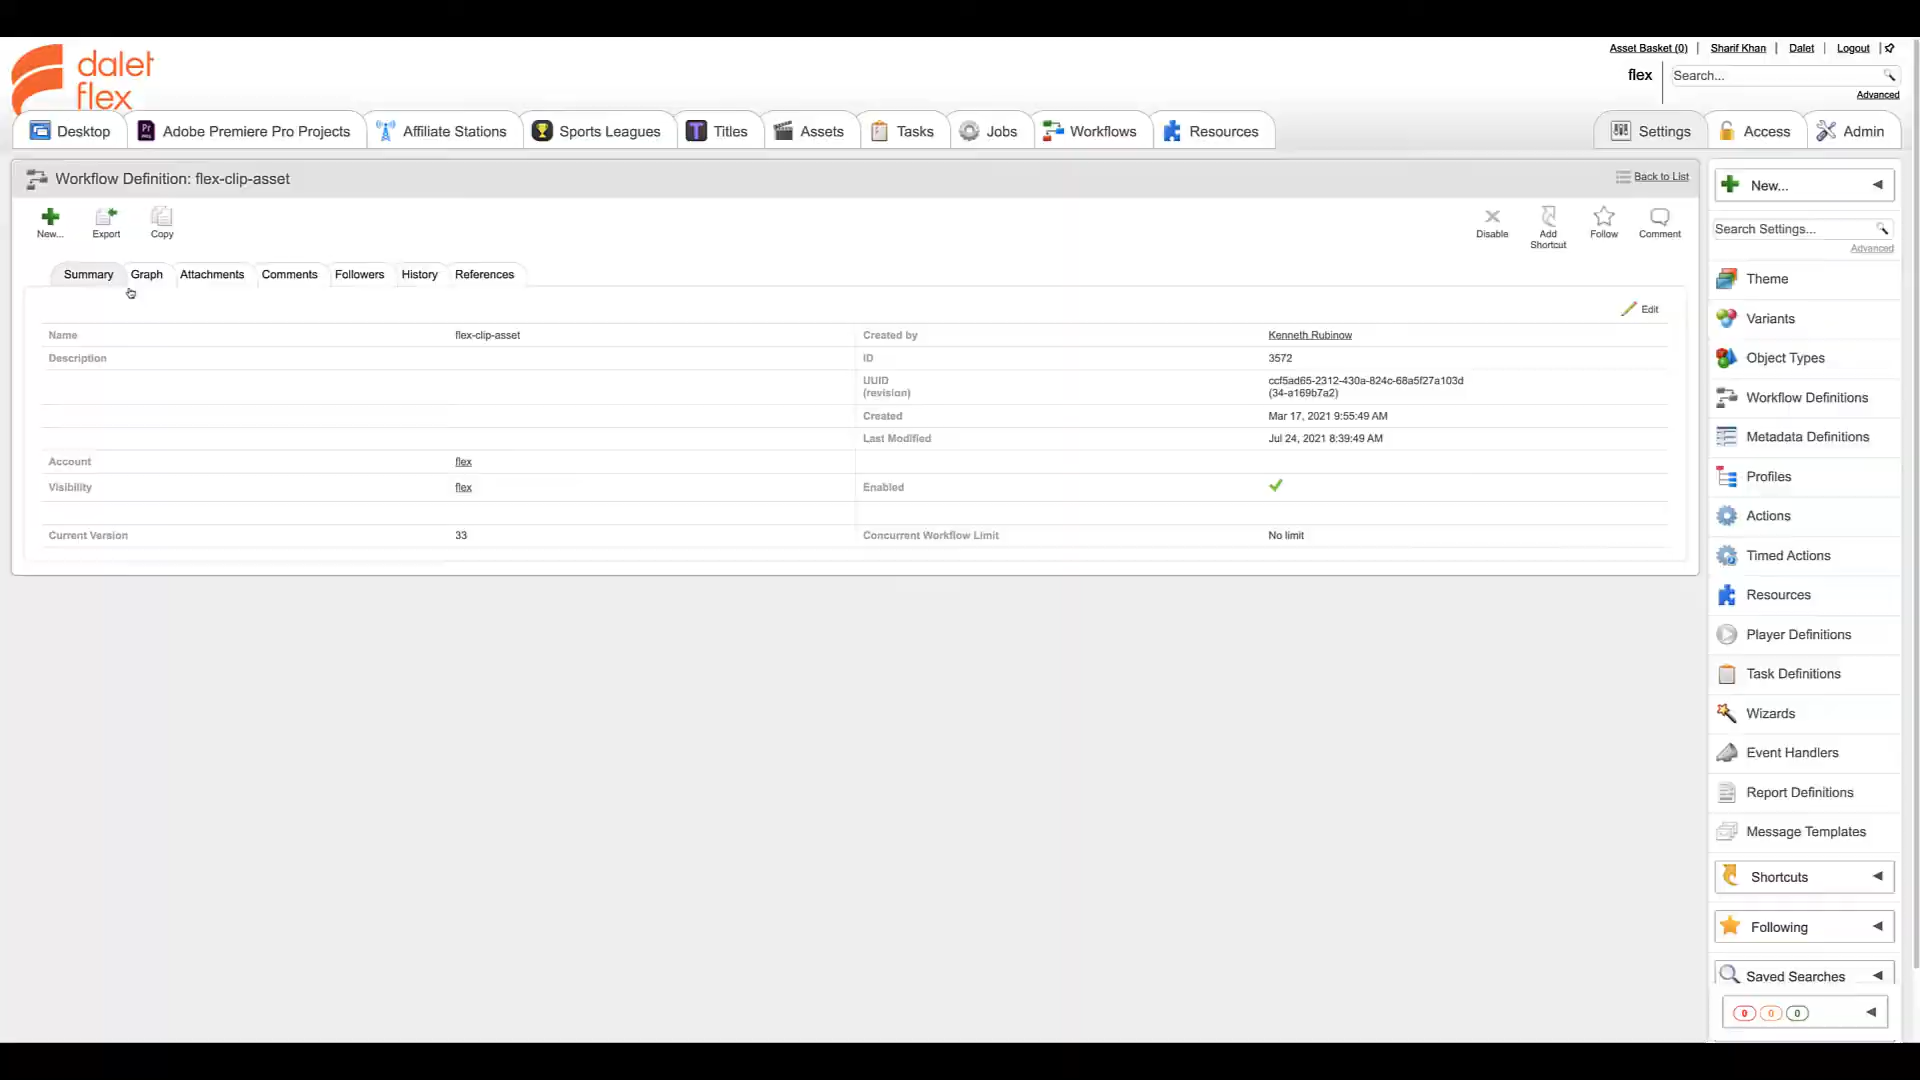 dalet
flex
Asset Basket (0) | Sharif Khan | Dalet | Logout
flex
Search...
Advanced
Desktop
Adobe Premiere Pro Projects
Affiliate Stations
Sports Leagues
Titles
Assets
Tasks
Jobs
Workflows
Resources
Settings
Access
Admin
Workflow Definition: flex-clip-asset
Back to List
New...
Export
Copy
Disable
Add
Shortcut
Follow
Comment
Summary
Graph
Attachments
Comments
Followers
History
References
Edit
Name flex-clip-asset Created by Kenneth Rubinow
Description ID 3572
UUID ccf5ad65-2312-430a-824c-68a5f27a103d
(revision) (34-a169b7a2)
Created Mar 17, 2021 9:55:49 AM
Last Modified Jul 24, 2021 8:39:49 AM
Account flex
Visibility flex Enabled
Current Version 33 Concurrent Workflow Limit No limit
New...
Search Settings...
Advanced
Theme
Variants
Object Types
Workflow Definitions
Metadata Definitions
Profiles
Actions
Timed Actions
Resources
Player Definitions
Task Definitions
Wizards
Event Handlers
Report Definitions
Message Templates
Shortcuts
Following
Saved Searches
0 0 0